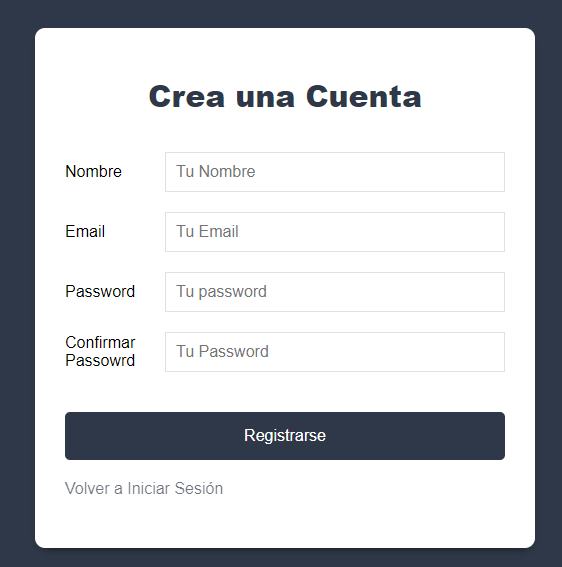 Crea una Cuenta
Nombre
Tu Nombre
Email
Tu Email
Password
Tu password
Confirmar
Passowrd
Tu Password
Registrarse
Volver a Iniciar Sesión